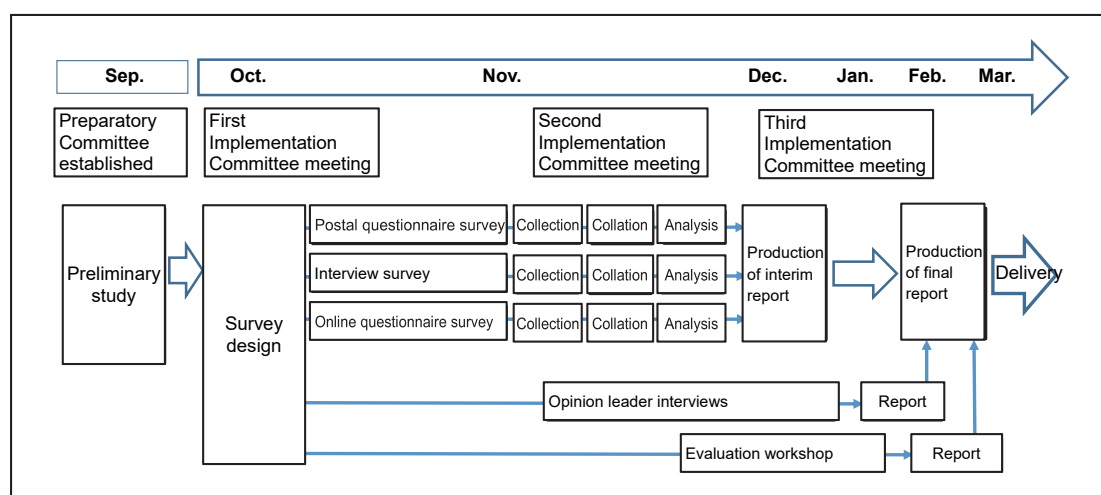 Sep.
Oct.
Nov.
Dec.
Jan.
Feb.
Mar.
Preparatory
Committee
established
First
Implementation
Committee meeting
Second
Implementation
Committee meeting
Third
Implementation
Committee meeting
Preliminary
study
Survey
design
Postal questionnaire survey
Collection
Collation
Analysis
Interview survey
Collection
Collation
Analysis
Online questionnaire survey
Collection
Collation
Analysis
Production
of interim
report
Production
of final
report
Delivery
Opinion leader interviews
Report
Evaluation workshop
Report